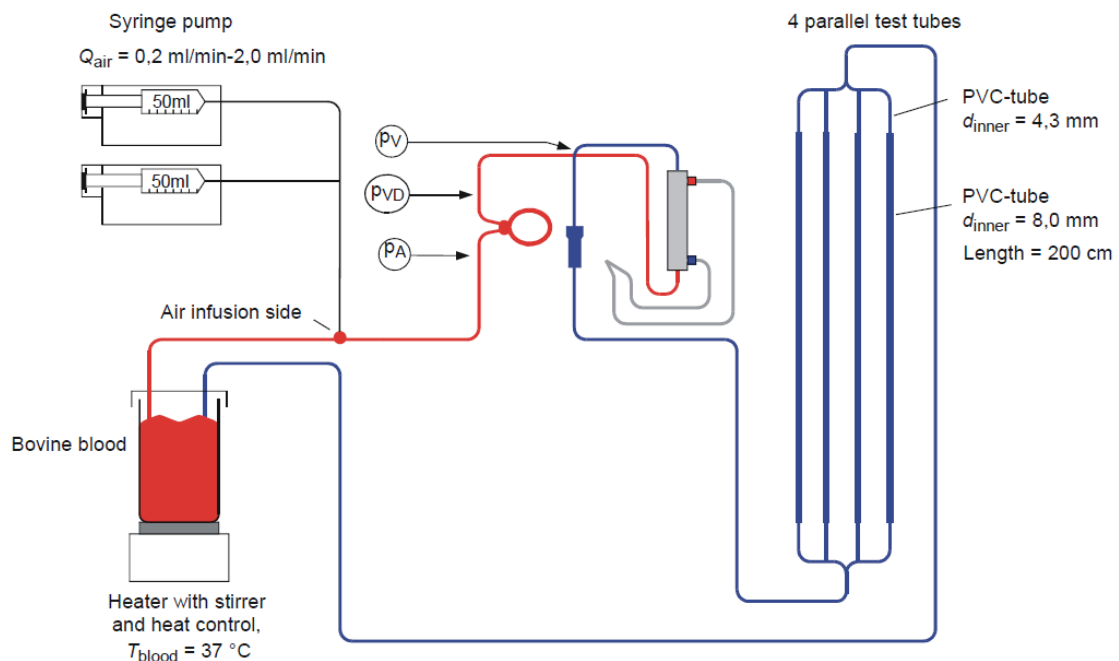 Syringe pump
Qair = 0,2 ml/min-2,0 ml/min
50ml
50ml
pV
pVD
pA
Air infusion side
Bovine blood
Heater with stirrer
and heat control,
Tblood = 37 °C
4 parallel test tubes
PVC-tube
dinner = 4,3 mm
PVC-tube
dinner = 8,0 mm
Length = 200 cm